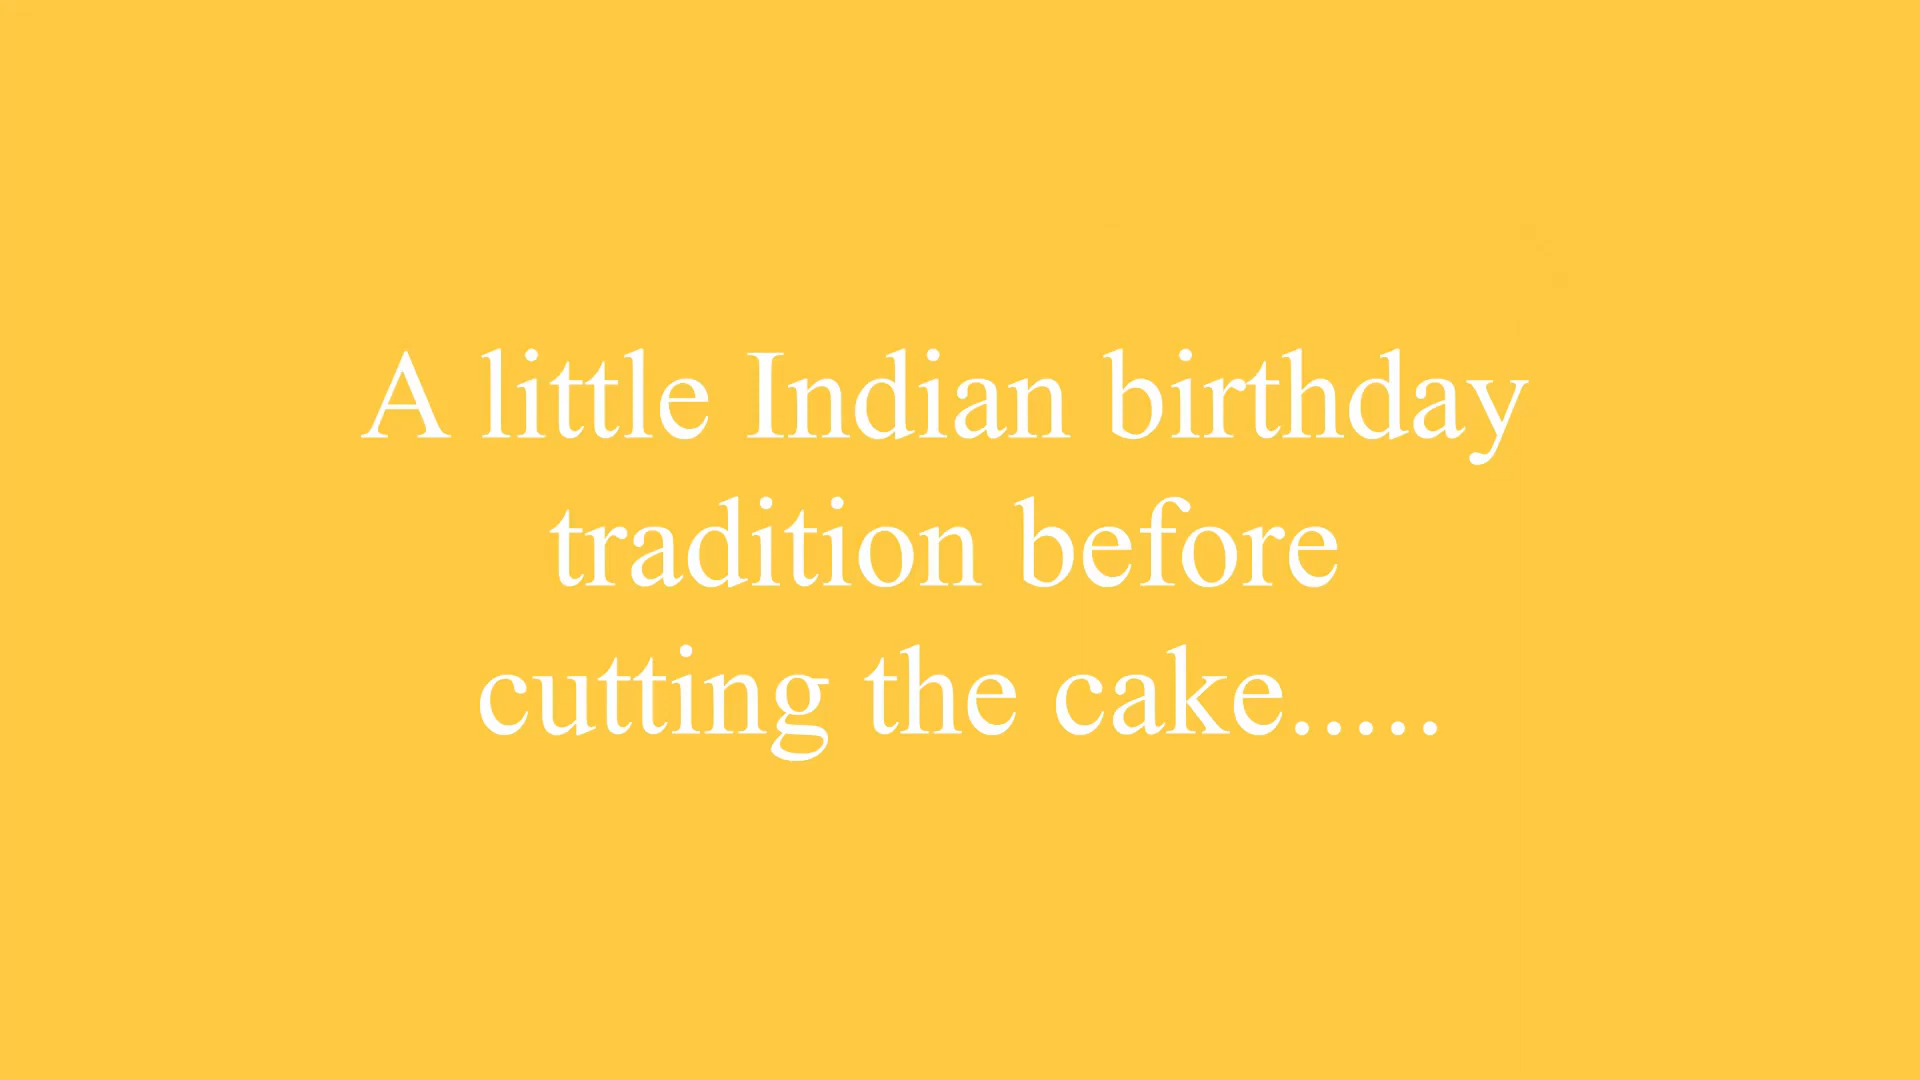 A little Indian birthday
tradition before
cutting the cake.....